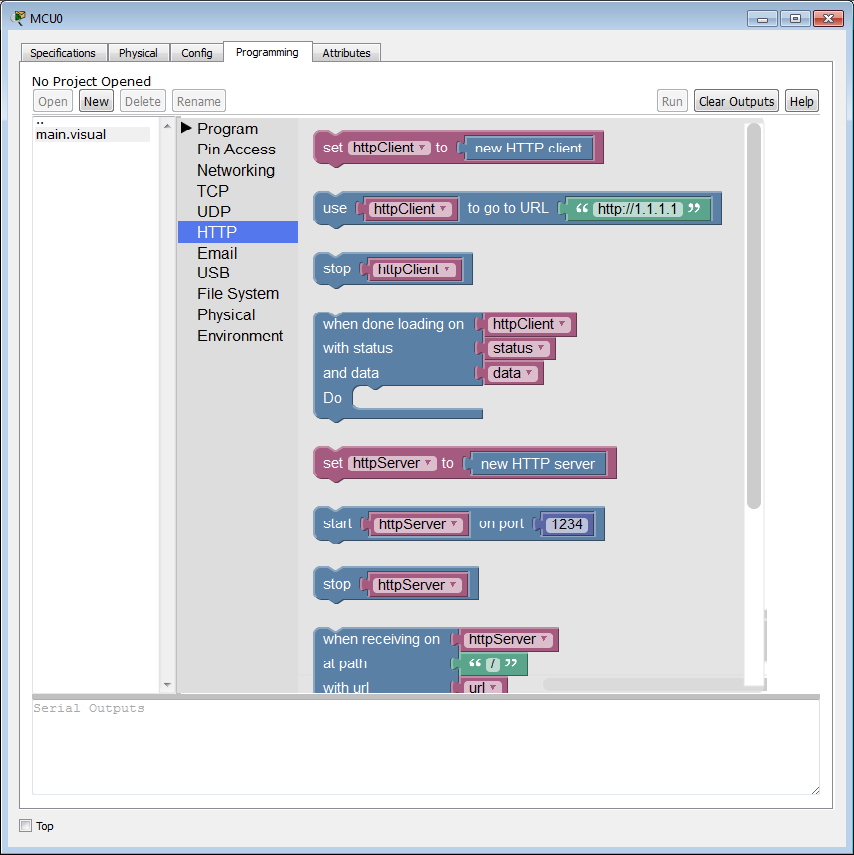 MCU0
Specifications Physical Config Programming Attributes
No Project Opened
Open New Delete Rename Run Clear Outputs Help
..
main.visual
Program
Pin Access
Networking
TCP
UDP
HTTP
Email
USB
File System
Physical
Environment
set httpClient to new HTTP client
use httpClient to go to URL “ http://1.1.1.1 ”
stop httpClient
when done loading on httpClient
with status status
and data data
Do
set httpServer to new HTTP server
start httpServer on port 1234
stop httpServer
when receiving on httpServer
at path “ / ”
with url url
Serial Outputs
Top